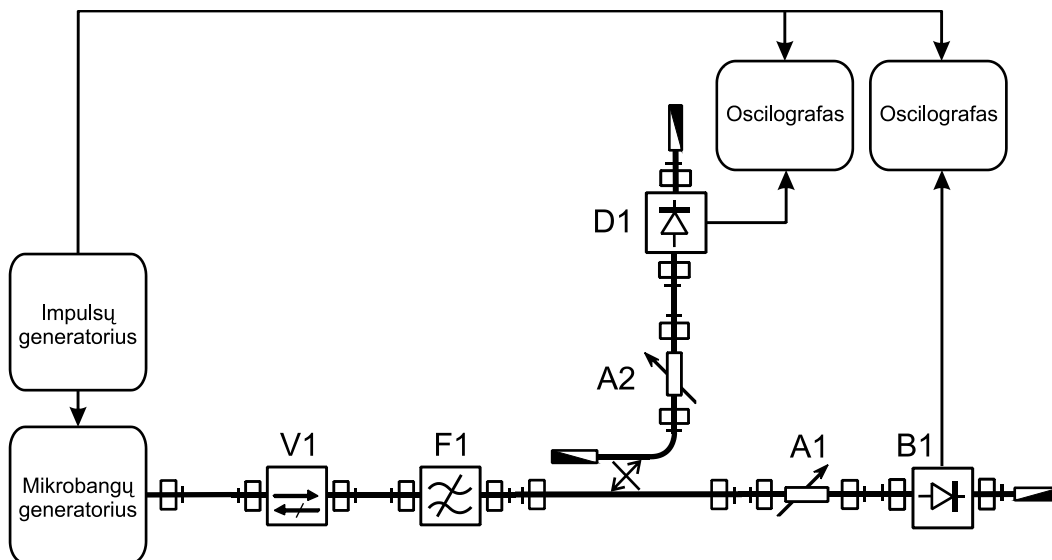 Oscilografas
Oscilografas
D1
Impulsų
generatorius
A2
V1
F1
A1
B1
Mikrobangų
generatorius